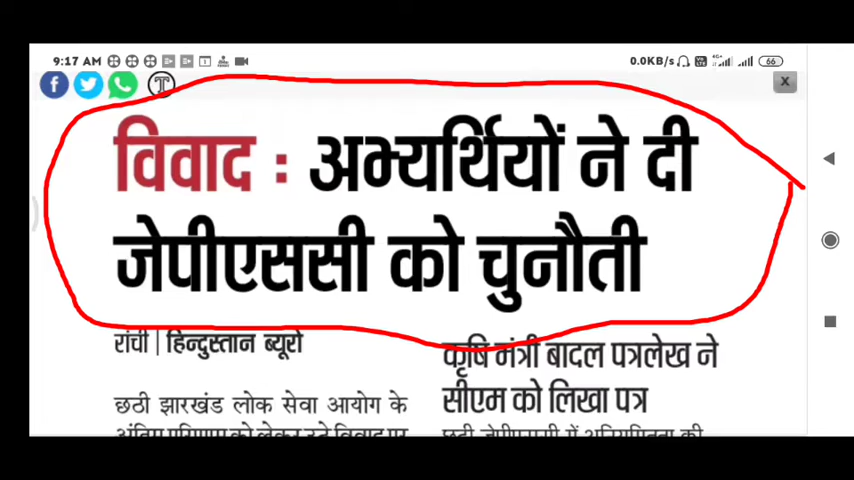 9:17 AM
0.0KB/s
66
विवाद : अभ्यर्थियों ने दी
जेपीएससी को चुनौती
रांची | हिन्दुस्तान ब्यूरो
छठी झारखंड लोक सेवा आयोग के
कृषि मंत्री बादल पत्रलेख ने
सीएम को लिखा पत्र